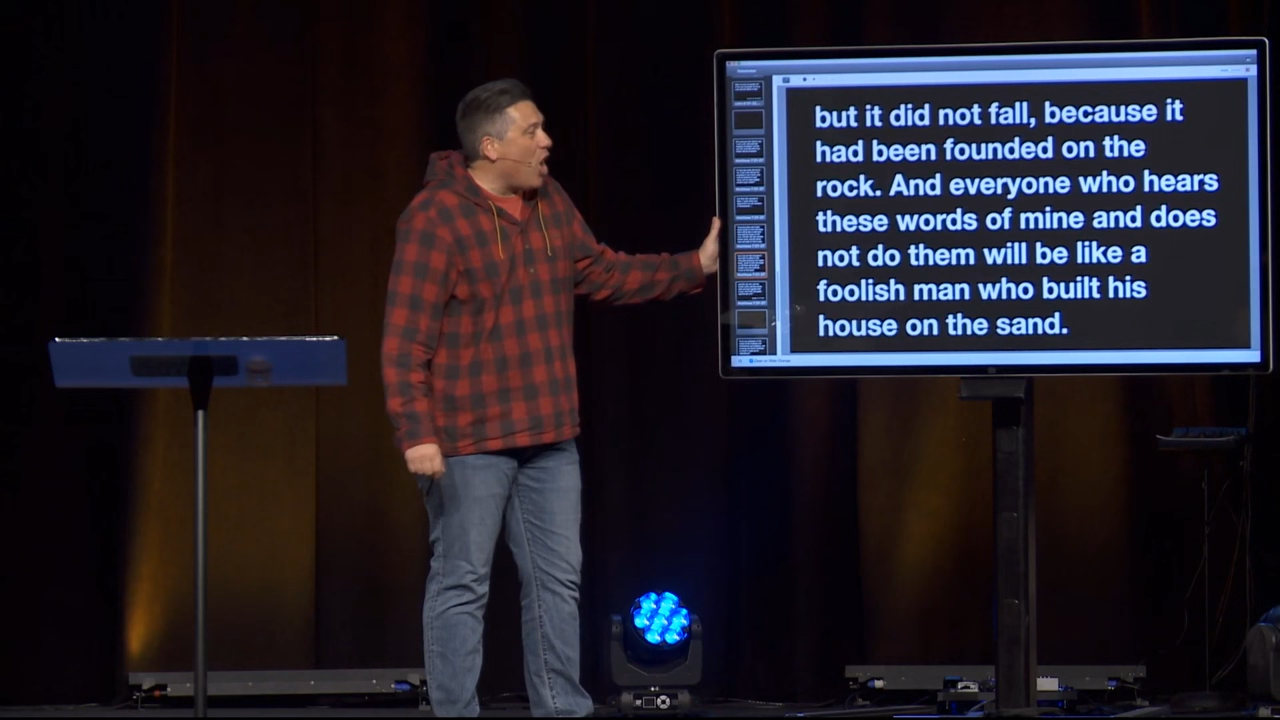 but it did not fall, because it
had been founded on the
rock. And everyone who hears
these words of mine and does
not do them will be like a
foolish man who built his
house on the sand.